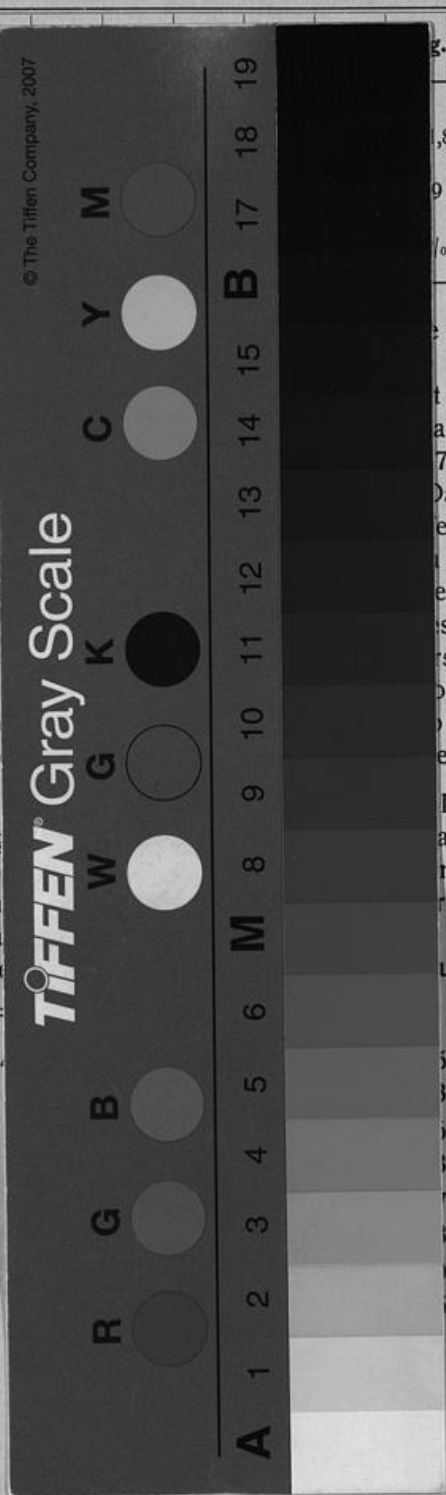 © The Tiffen Company, 2007
TIFFEN® Gray Scale
R G B W G K C Y M
A 1 2 3 4 5 6 M 8 9 10 11 12 13 14 15 B 17 18 19